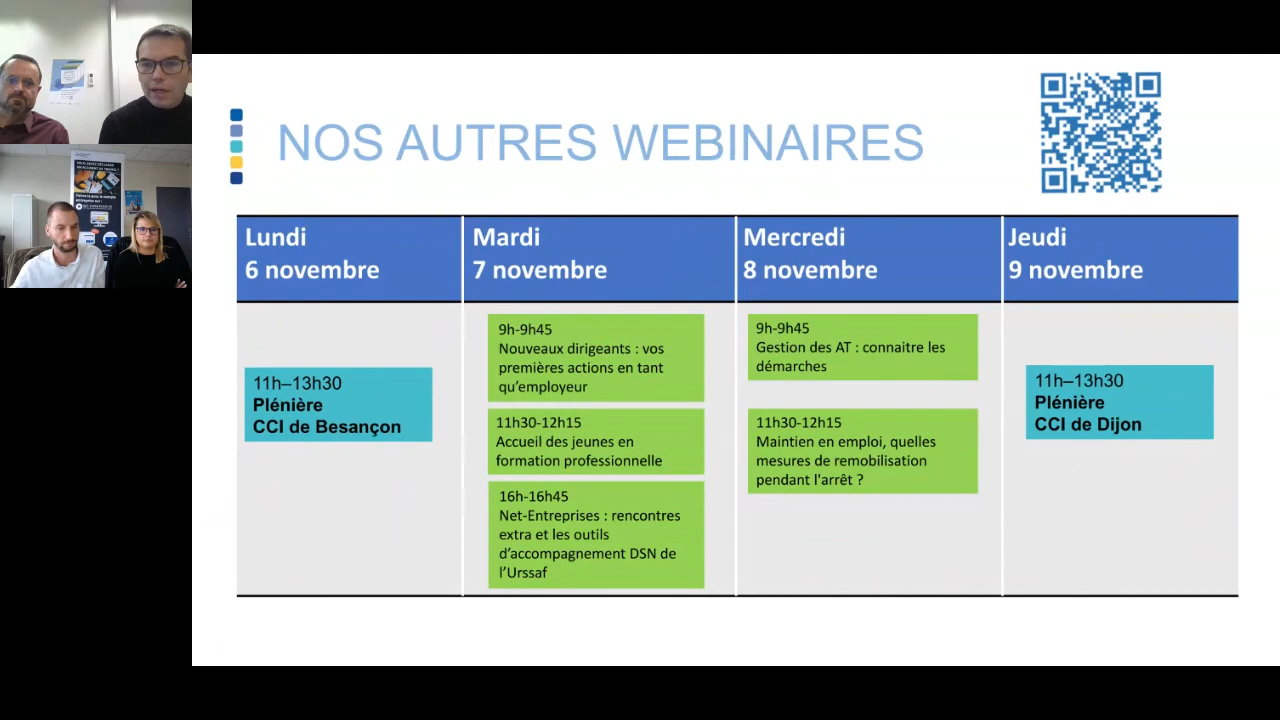 NOS AUTRES WEBINAIRES
Lundi
6 novembre
Mardi
7 novembre
Mercredi
8 novembre
Jeudi
9 novembre
11h–13h30
Plénière
CCI de Besançon
9h-9h45
Nouveaux dirigeants : vos
premières actions en tant
qu’employeur
11h30-12h15
Accueil des jeunes en
formation professionnelle
16h-16h45
Net-Entreprises : rencontres
extra et les outils
d’accompagnement DSN de
l’Urssaf
9h-9h45
Gestion des AT : connaitre les
démarches
11h30-12h15
Maintien en emploi, quelles
mesures de remobilisation
pendant l'arrêt ?
11h–13h30
Plénière
CCI de Dijon